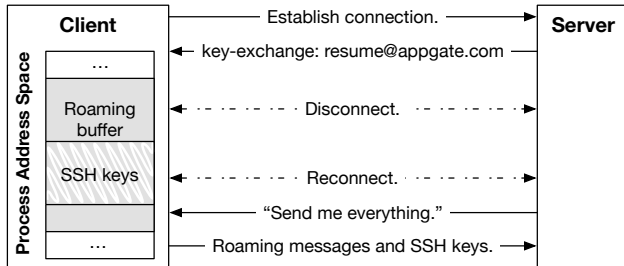 Client
Process Address Space
...
Roaming
buffer
SSH keys
...
Establish connection.
key-exchange: resume@appgate.com
Disconnect.
Reconnect.
“Send me everything.”
Roaming messages and SSH keys.
Server